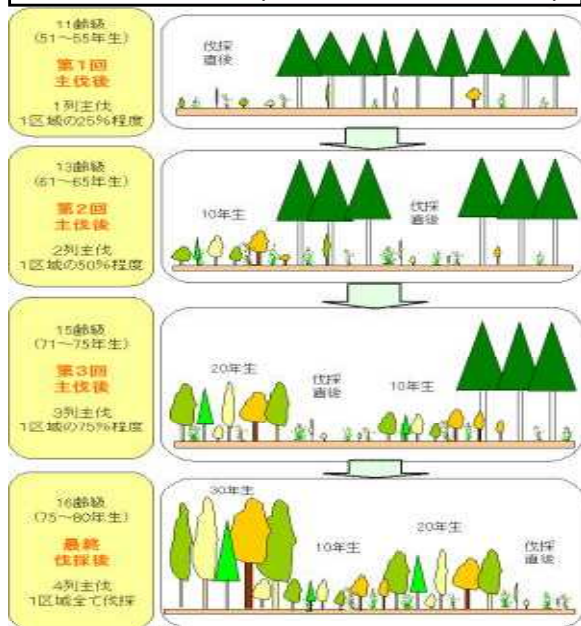 11齢級
(51～55年生)
第1回
主伐後
1列主伐
1区域の25％程度
伐採
直後
13齢級
(61～65年生)
第2回
主伐後
2列主伐
1区域の50％程度
10年生
伐採
直後
15齢級
(71～75年生)
第3回
主伐後
3列主伐
1区域の75％程度
20年生
伐採
直後
10年生
16齢級
(75～80年生)
最終
伐採後
4列主伐
1区域全て伐採
30年生
10年生
20年生
伐採
直後